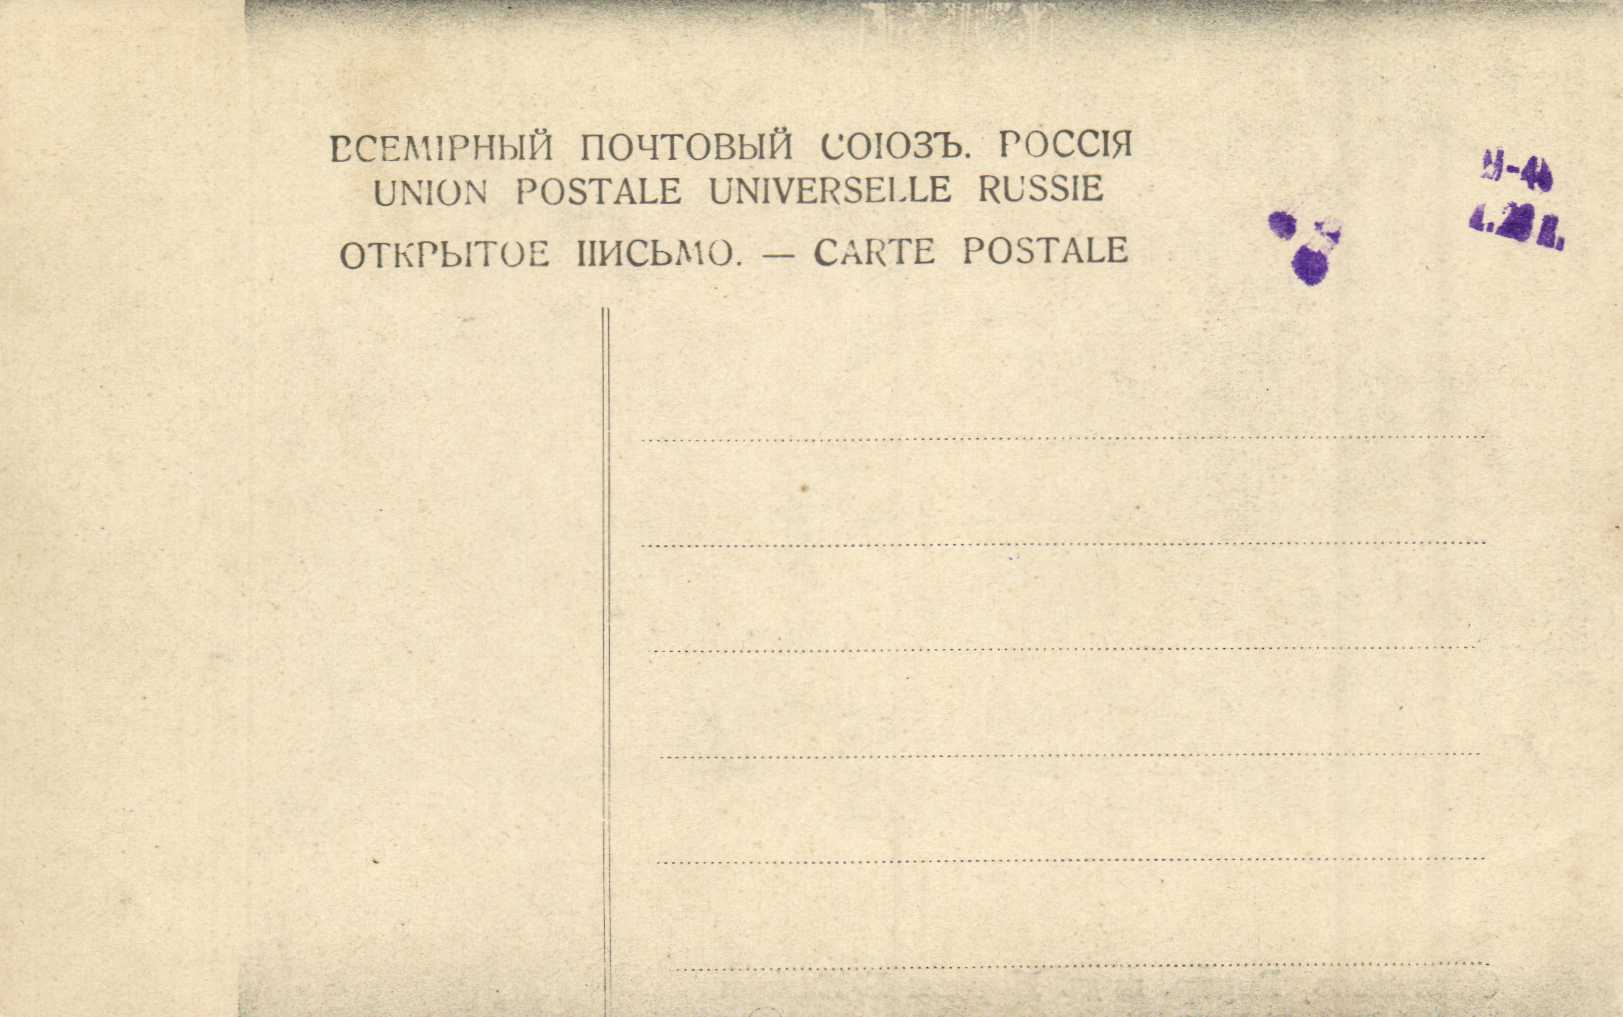 ВСЕМІРНЫЙ ПОЧТОВЫЙ СОЮЗЪ. РОССІЯ
UNION POSTALE UNIVERSELLE RUSSIE
ОТКРЫТОЕ ПИСЬМО. — CARTE POSTALE